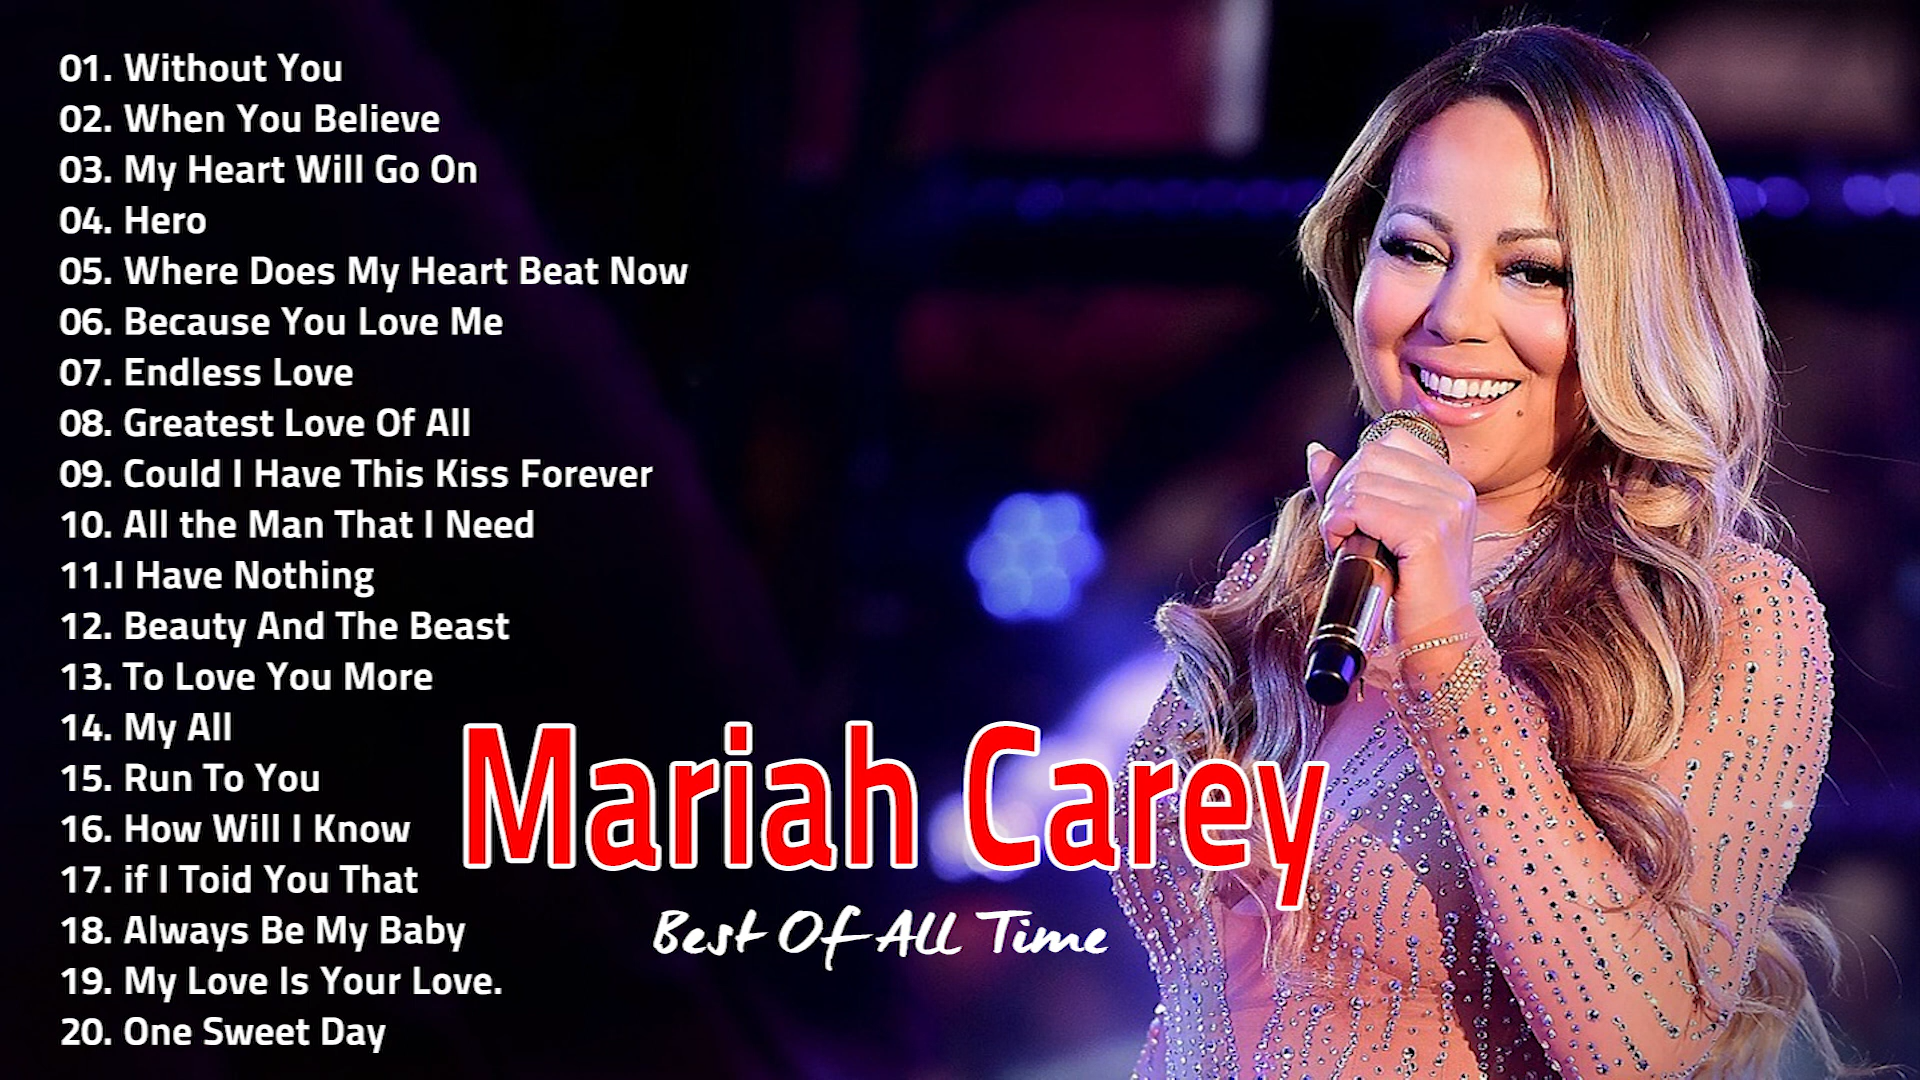 01. Without You
02. When You Believe
03. My Heart Will Go On
04. Hero
05. Where Does My Heart Beat Now
06. Because You Love Me
07. Endless Love
08. Greatest Love Of All
09. Could I Have This Kiss Forever
10. All the Man That I Need
11.I Have Nothing
12. Beauty And The Beast
13. To Love You More
14. My All
15. Run To You
16. How Will I Know
17. if I Toid You That
18. Always Be My Baby
19. My Love Is Your Love.
20. One Sweet Day
Mariah Carey
Best Of All Time